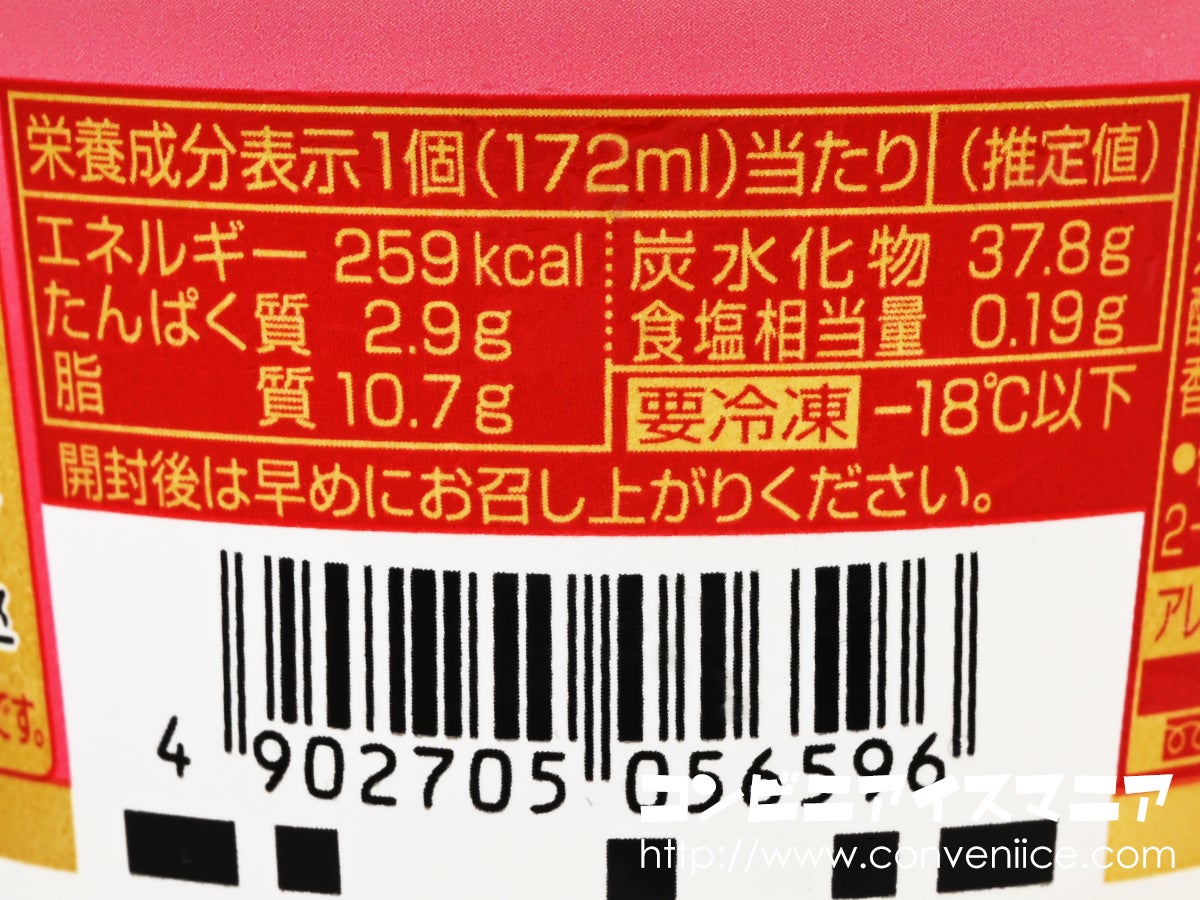 栄養成分表示1個(172ml)当たり (推定値)
エネルギー 259kcal
たんぱく質 2.9g
脂質 10.7g
炭水化物 37.8g
食塩相当量 0.19g
要冷凍 -18℃以下
開封後は早めにお召し上がりください。
4 902705 056596
です。
アレ
コンビニアイスマニア
http://www.conveniice.com